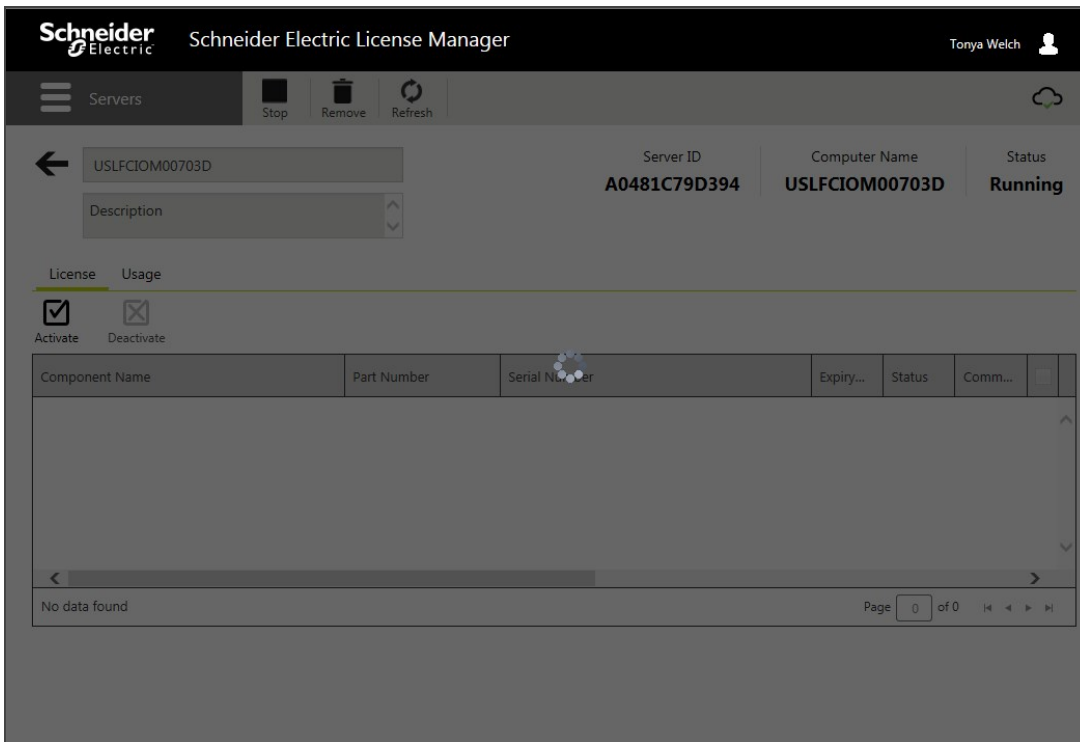 Schneider Electric
Schneider Electric License Manager
Tonya Welch
Servers
Stop
Remove
Refresh
USLFCIOM00703D
Description
Server ID
A0481C79D394
Computer Name
USLFCIOM00703D
Status
Running
License
Usage
Activate
Deactivate
Component Name
Part Number
Serial Number
Expiry...
Status
Comm...
No data found
Page 0 of 0